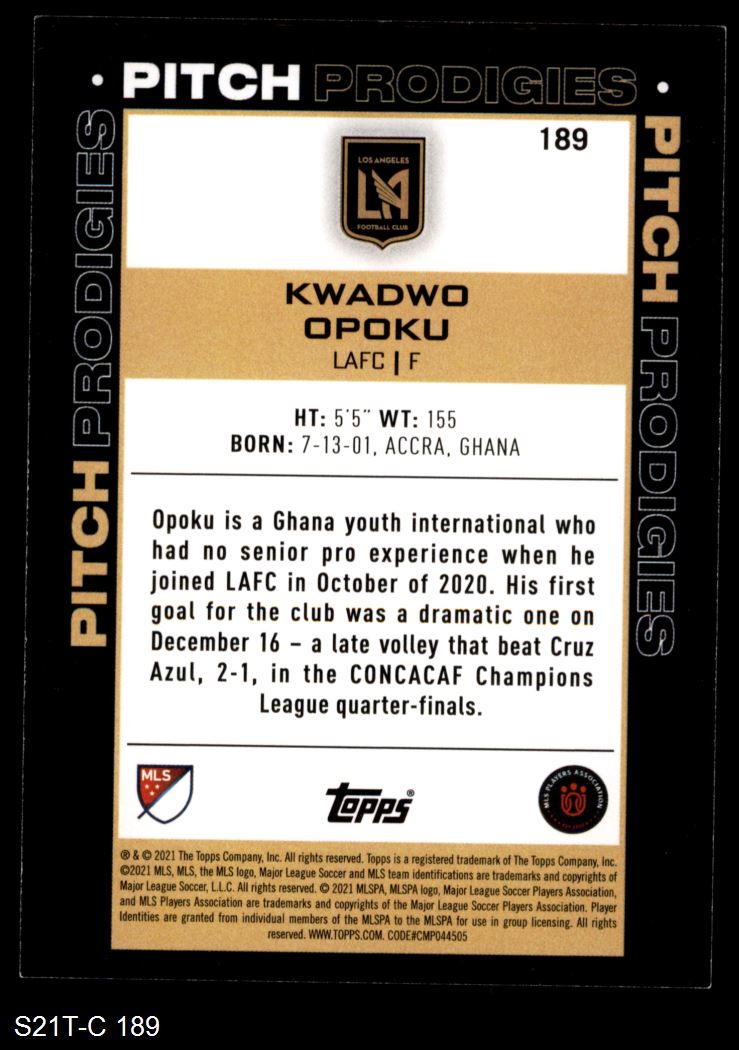 • PITCH PRODIGIES •
PITCH PRODIGIES
PITCH PRODIGIES
189
LOS ANGELES
LA
FOOTBALL CLUB
KWADWO
OPOKU
LAFC | F
HT: 5'5" WT: 155
BORN: 7-13-01, ACCRA, GHANA
Opoku is a Ghana youth international who
had no senior pro experience when he
joined LAFC in October of 2020. His first
goal for the club was a dramatic one on
December 16 – a late volley that beat Cruz
Azul, 2-1, in the CONCACAF Champions
League quarter-finals.
MLS
Topps®
MLS PLAYERS ASSOCIATION
® & © 2021 The Topps Company, Inc. All rights reserved. Topps is a registered trademark of The Topps Company, Inc.
©2021 MLS, MLS, the MLS logo, Major League Soccer and MLS team identifications are trademarks and copyrights of
Major League Soccer, L.L.C. All rights reserved. © 2021 MLSPA, MLSPA logo, Major League Soccer Players Association,
and MLS Players Association are trademarks and copyrights of the Major League Soccer Players Association. Player
Identities are granted from individual members of the MLSPA to the MLSPA for use in group licensing. All rights
reserved. WWW.TOPPS.COM. CODE#CMP044505
S21T-C 189